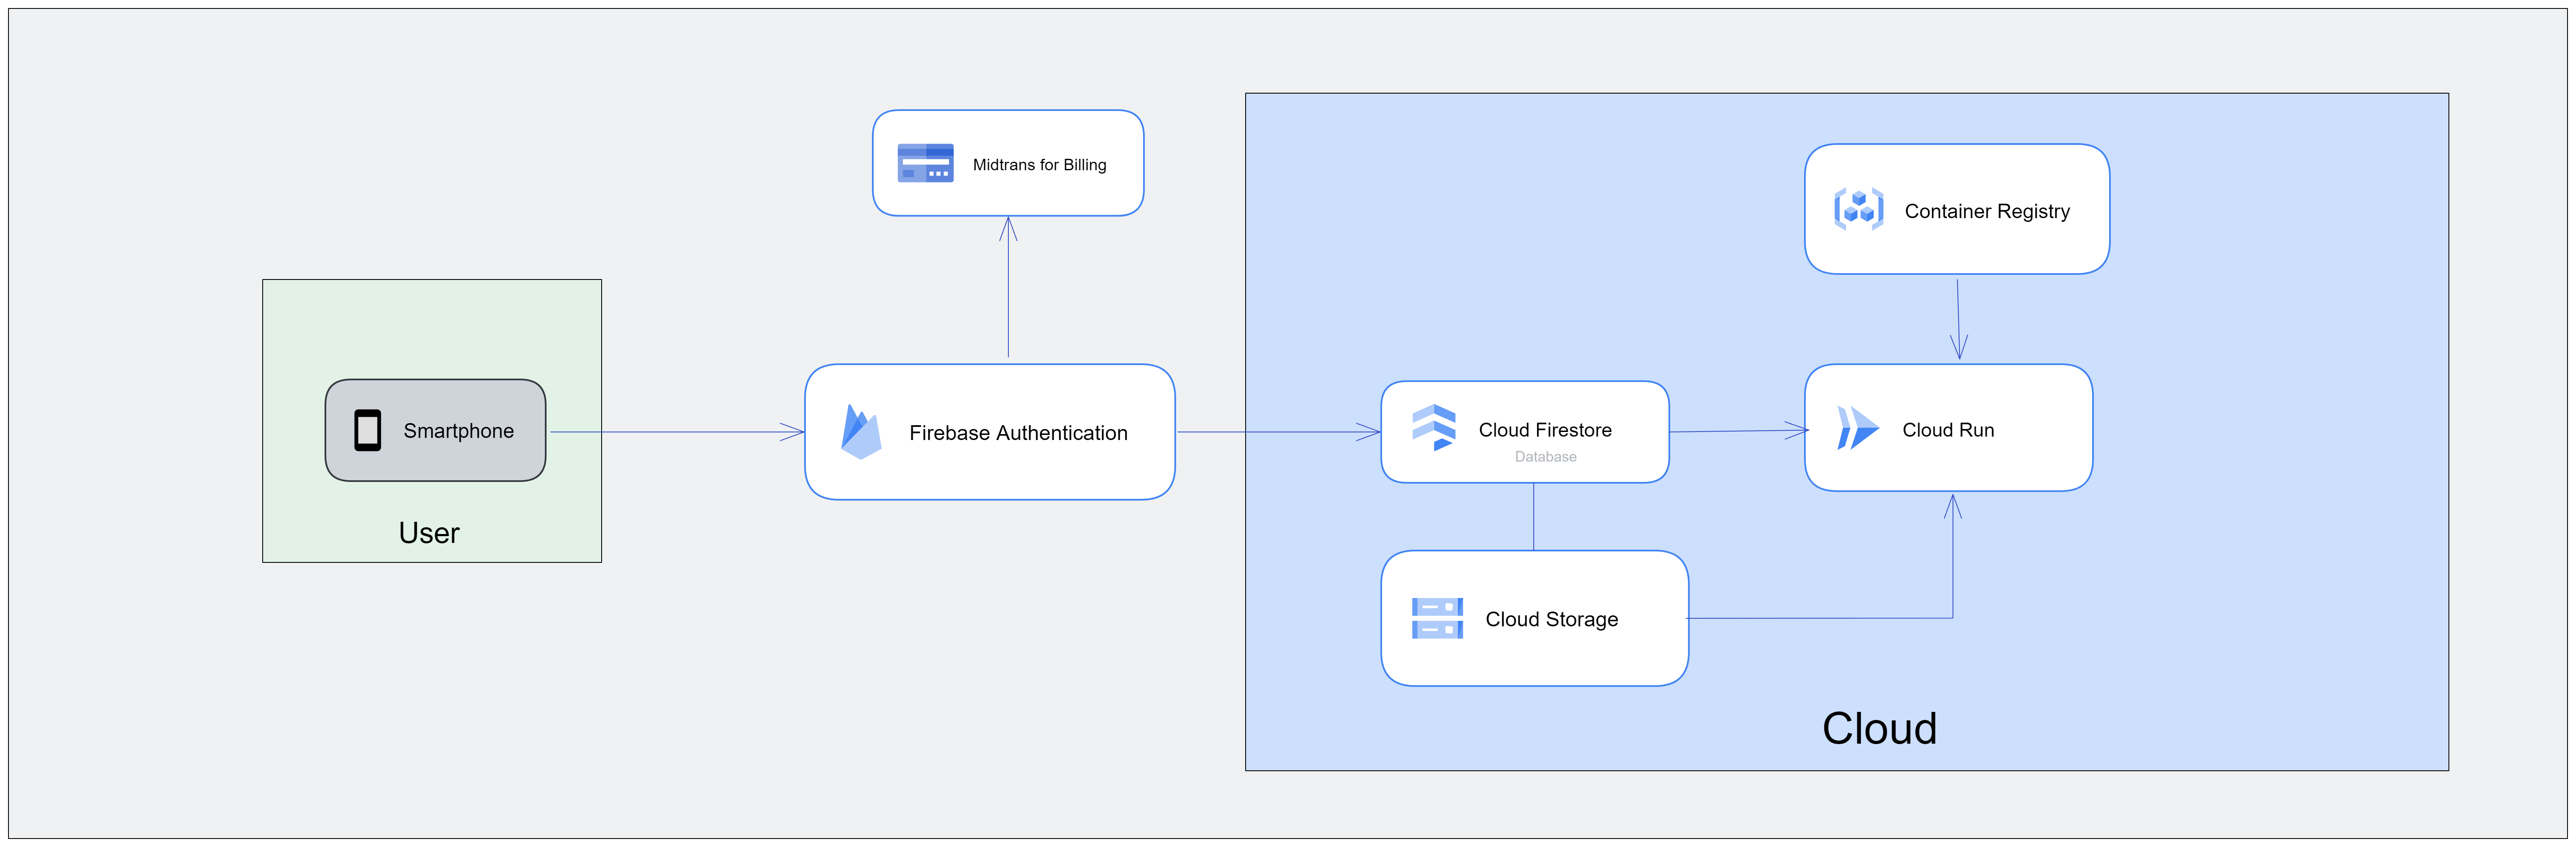 Midtrans for Billing
Container Registry
Smartphone
User
Firebase Authentication
Cloud Firestore
Database
Cloud Run
Cloud Storage
Cloud